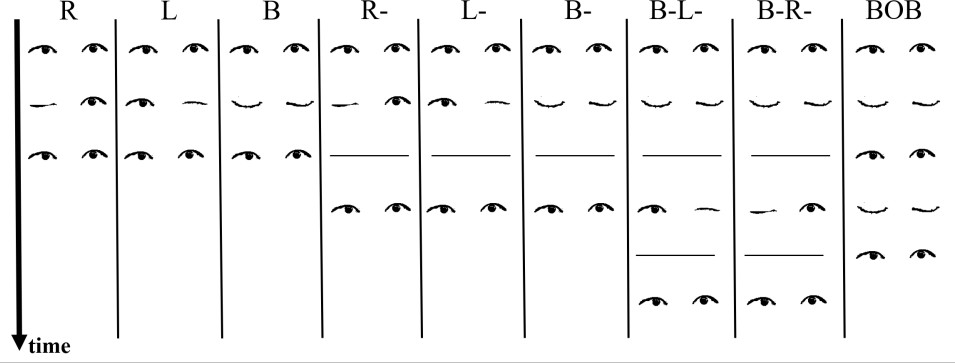 R L B R- L- B- B-L- B-R- BOB
time